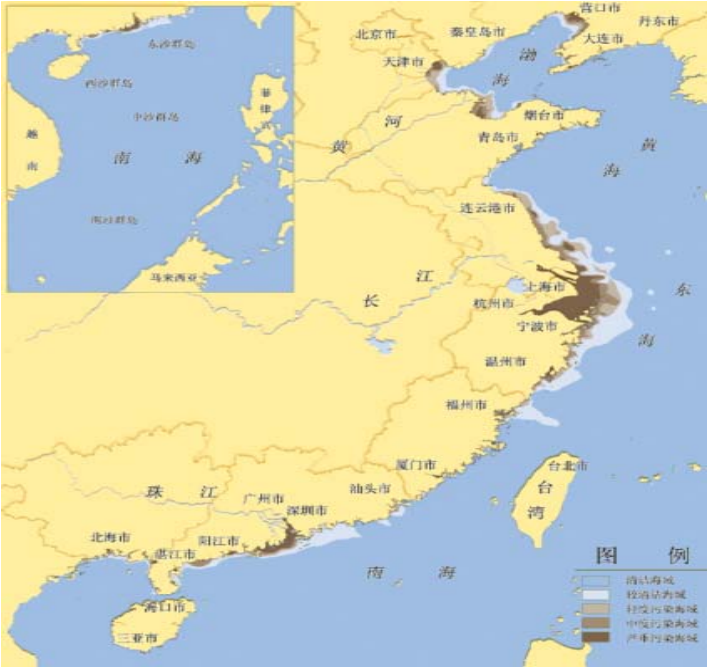 东沙群岛
西沙群岛
中沙群岛
菲律宾
越南
南海
南沙群岛
马来西亚
北京市
天津市
秦皇岛市
营口市
丹东市
大连市
渤海
烟台市
青岛市
黄河
黄海
连云港市
上海市
杭州市
宁波市
长江
东海
温州市
福州市
厦门市
汕头市
台北市
台湾
珠江
广州市
深圳市
北海市
阳江市
湛江市
海口市
三亚市
南海
图例
清洁海域
较清洁海域
轻度污染海域
中度污染海域
严重污染海域